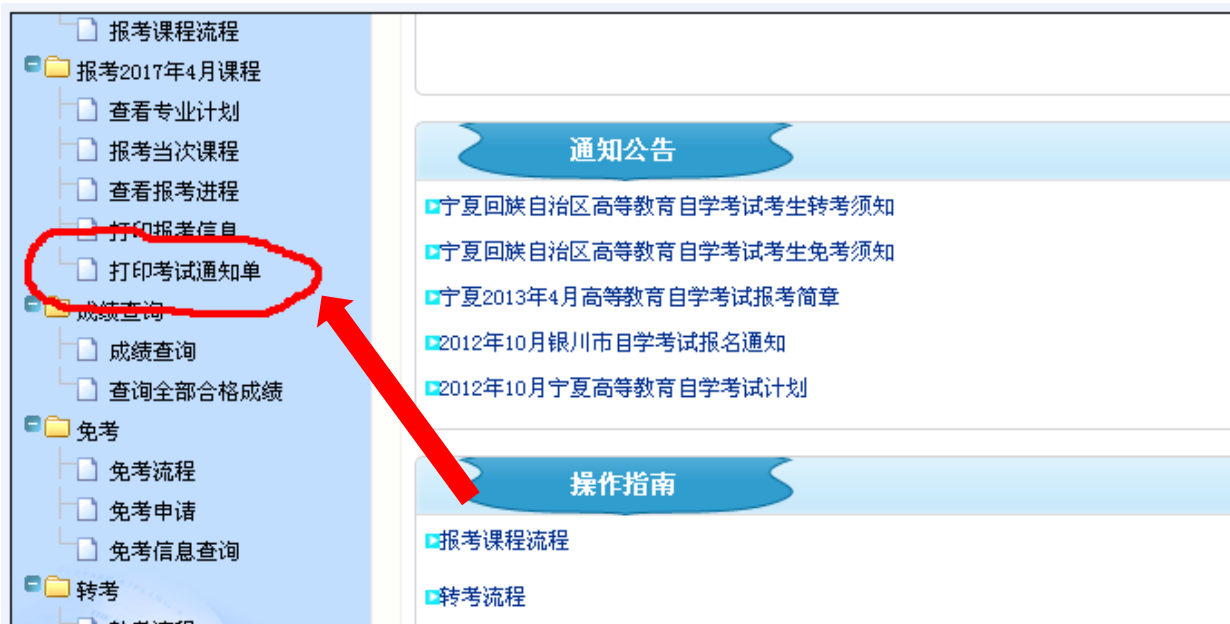 报考课程流程
报考2017年4月课程
查看专业计划
报考当次课程
查看报考进程
打印报考信息
打印考试通知单
成绩查询
成绩查询
查询全部合格成绩
免考
免考流程
免考申请
免考信息查询
转考
转考流程
通知公告
宁夏回族自治区高等教育自学考试考生转考须知
宁夏回族自治区高等教育自学考试考生免考须知
宁夏2013年4月高等教育自学考试报考简章
2012年10月银川市自学考试报名通知
2012年10月宁夏高等教育自学考试计划
操作指南
报考课程流程
转考流程